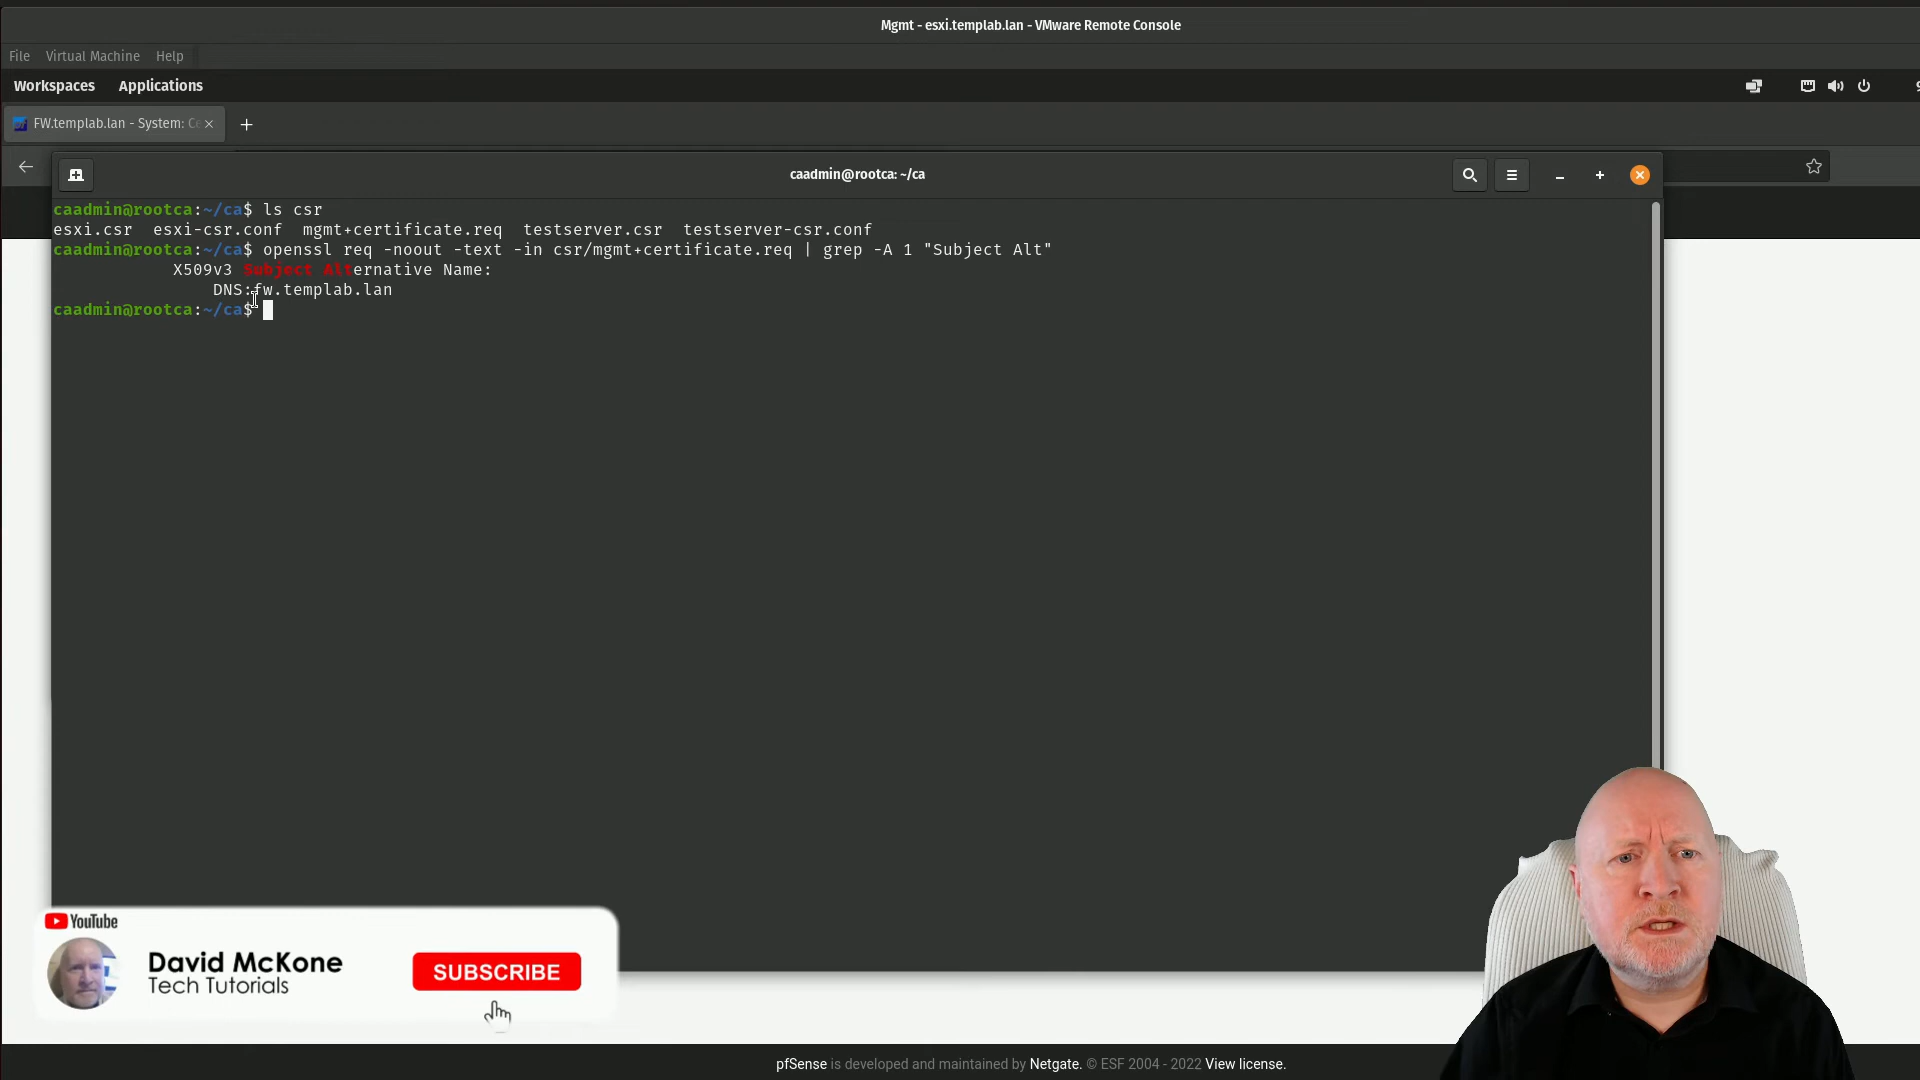 Mgmt - esxi.templab.lan - VMware Remote Console
File Virtual Machine Help
Workspaces Applications
FW.templab.lan - System: Ce
caadmin@rootca: ~/ca
caadmin@rootca:~/ca$ ls csr
esxi.csr esxi-csr.conf mgmt+certificate.req testserver.csr testserver-csr.conf
caadmin@rootca:~/ca$ openssl req -noout -text -in csr/mgmt+certificate.req | grep -A 1 "Subject Alt"
X509v3 Subject Alternative Name:
DNS:fw.templab.lan
caadmin@rootca:~/ca$
YouTube
David McKone
Tech Tutorials
SUBSCRIBE
pfSense is developed and maintained by Netgate. © ESF 2004 - 2022 View license.